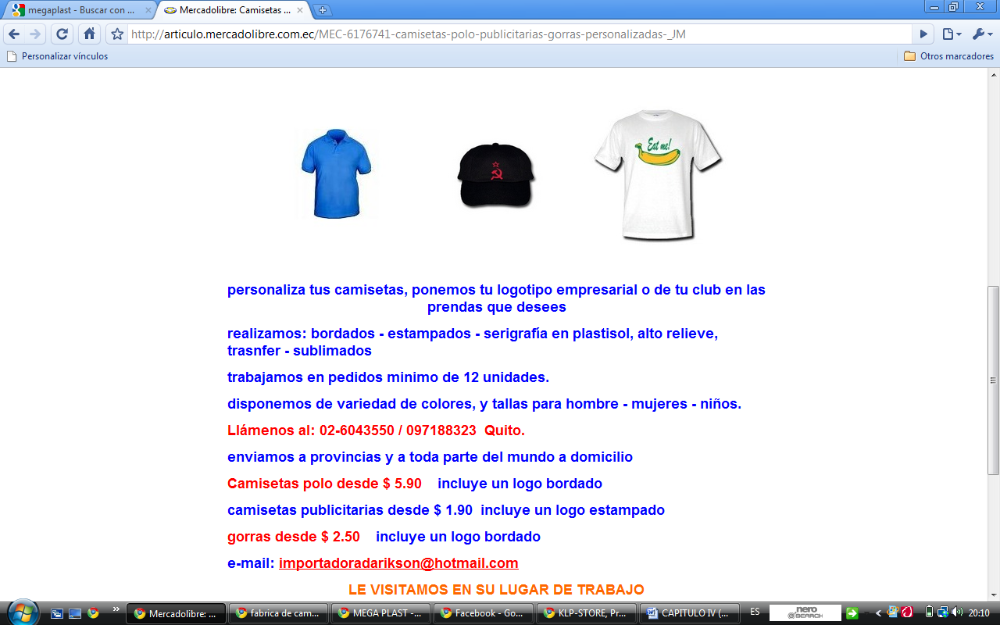 megaplast - Buscar con ...
Mercadolibre: Camisetas ...
http://articulo.mercadolibre.com.ec/MEC-6176741-camisetas-polo-publicitarias-gorras-personalizadas-_JM
Personalizar vínculos
Otros marcadores
Eat me!
personaliza tus camisetas, ponemos tu logotipo empresarial o de tu club en las
prendas que desees
realizamos: bordados - estampados - serigrafía en plastisol, alto relieve,
trasnfer - sublimados
trabajamos en pedidos minimo de 12 unidades.
disponemos de variedad de colores, y tallas para hombre - mujeres - niños.
Llámenos al: 02-6043550 / 097188323 Quito.
enviamos a provincias y a toda parte del mundo a domicilio
Camisetas polo desde $ 5.90 incluye un logo bordado
camisetas publicitarias desde $ 1.90 incluye un logo estampado
gorras desde $ 2.50 incluye un logo bordado
e-mail: importadoradarikson@hotmail.com
LE VISITAMOS EN SU LUGAR DE TRABAJO
Mercadolibre: ...
fabrica de cam...
MEGA PLAST -...
Facebook - Go...
KLP-STORE, Pr...
CAPITULO IV (...
ES
nero
SEARCH
20:10